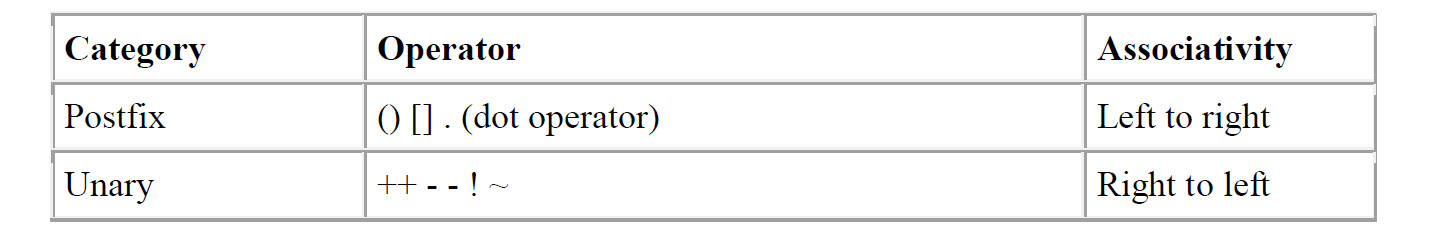 Category Operator Associativity
Postfix () [] . (dot operator) Left to right
Unary ++ - - ! ~ Right to left